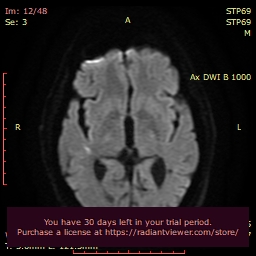 Im: 12/48
Se: 3
STP69
STP69
M
A
Ax DWI B 1000
R
L
You have 30 days left in your trial period.
Purchase a license at https://radiantviewer.com/store/